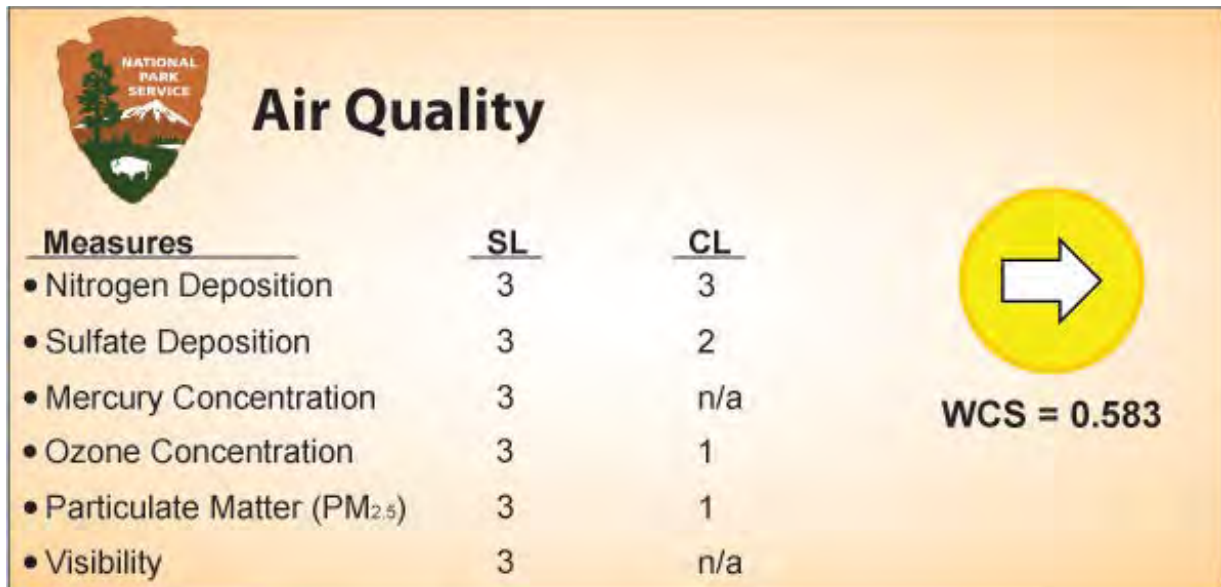 NATIONAL
PARK
SERVICE
Air Quality
Measures SL CL
• Nitrogen Deposition 3 3
• Sulfate Deposition 3 2
• Mercury Concentration 3 n/a
• Ozone Concentration 3 1
• Particulate Matter (PM2.5) 3 1
• Visibility 3 n/a
WCS = 0.583